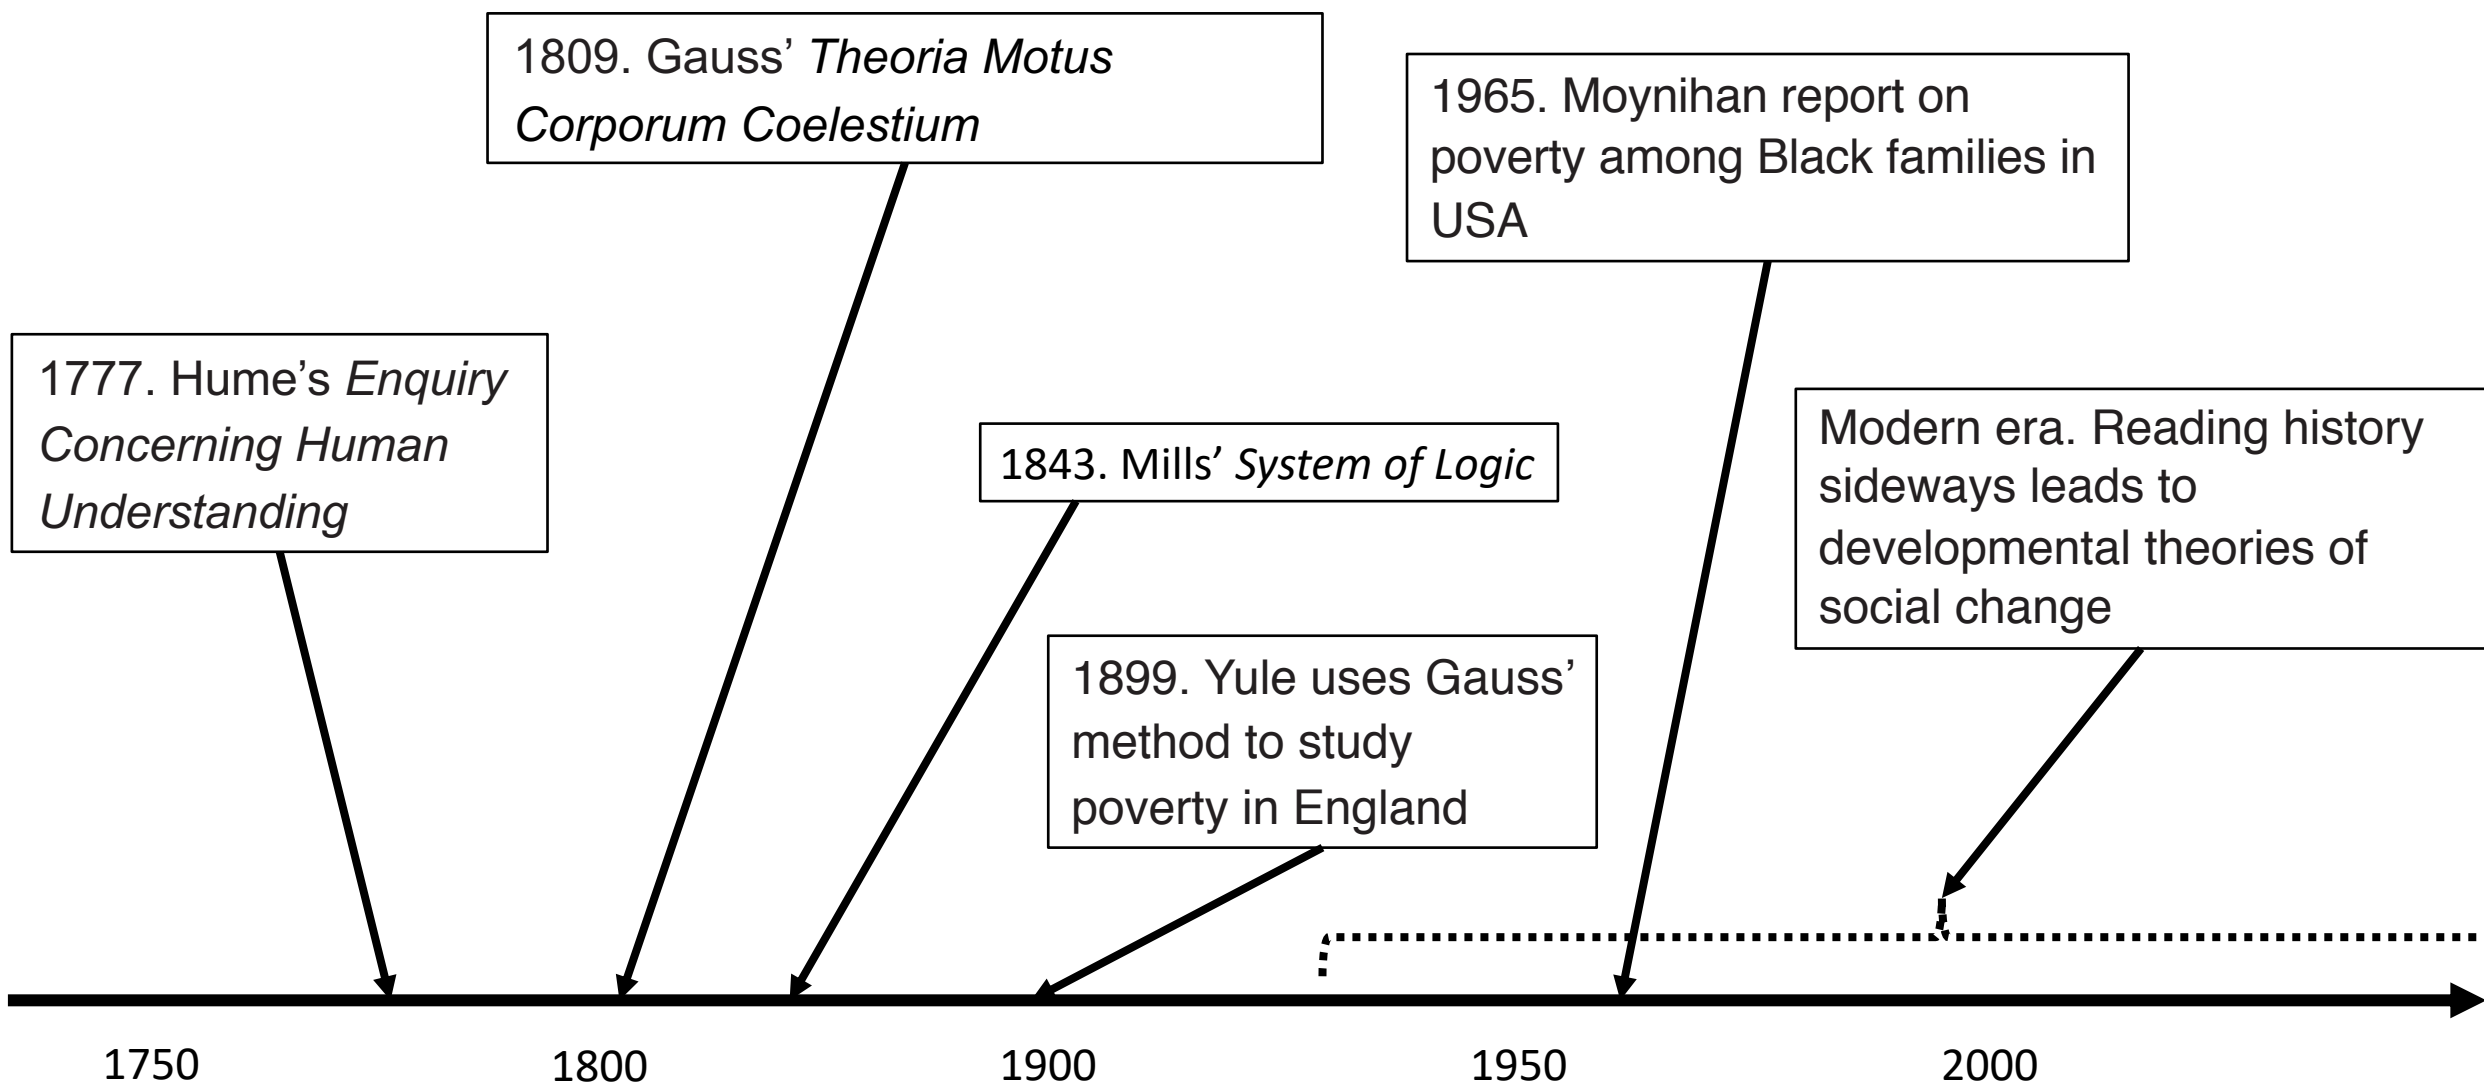 1809. Gauss’ Theoria Motus
Corporum Coelestium
1965. Moynihan report on
poverty among Black families in
USA
1777. Hume’s Enquiry
Concerning Human
Understanding
1843. Mills’ System of Logic
Modern era. Reading history
sideways leads to
developmental theories of
social change
1899. Yule uses Gauss’
method to study
poverty in England
1750
1800
1900
1950
2000